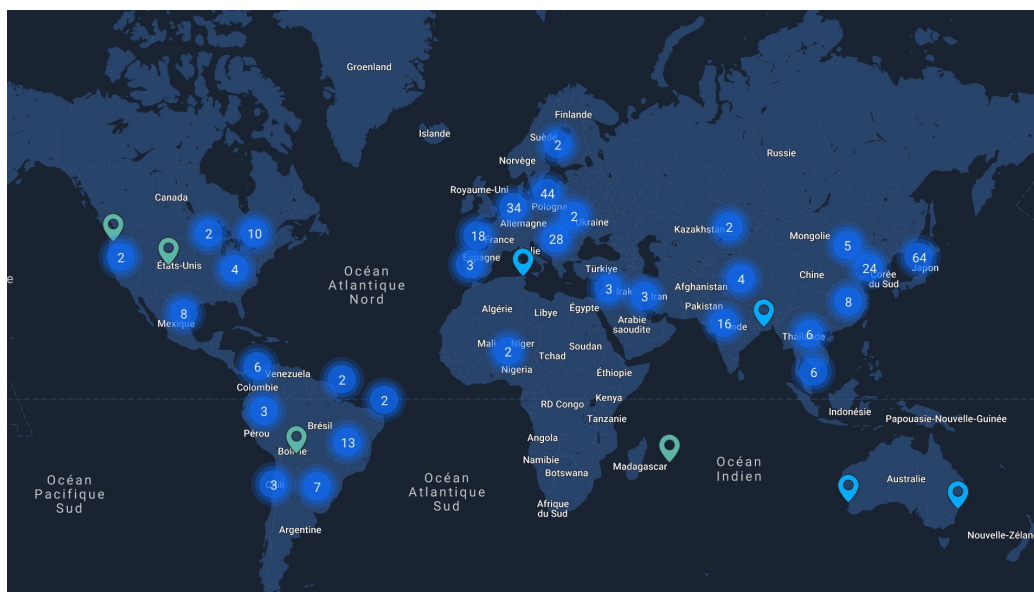 Groenland
Finlande
Islande
Suède
2
Norvège
Russie
Canada
Royaume-Uni
44
Pologne
34
2
Ukraine
Allemagne
2
10
18
France
28
Kazakhstan
2
Mongolie
5
2
États-Unis
4
Espagne
3
Türkiye
Chine
24
Corée
du Sud
64
Japon
Océan
Atlantique
Nord
Afghanistan
4
Pakistan
3
Irak
3
Iran
8
8
Mexique
Algérie
Libye
Égypte
Arabie
saoudite
16
6
Thaïlande
Mali
2
Niger
Tchad
Soudan
Nigeria
Éthiopie
6
6
Venezuela
Colombie
2
2
3
RD Congo
Kenya
Tanzanie
Indonésie
Papouasie-Nouvelle-Guinée
Pérou
Brésil
13
Bolivie
Angola
Namibie
Botswana
Madagascar
Océan
Indien
Australie
Océan
Pacifique
Sud
3
Chili
7
Océan
Atlantique
Sud
Afrique
du Sud
Argentine
Nouvelle-Zélan